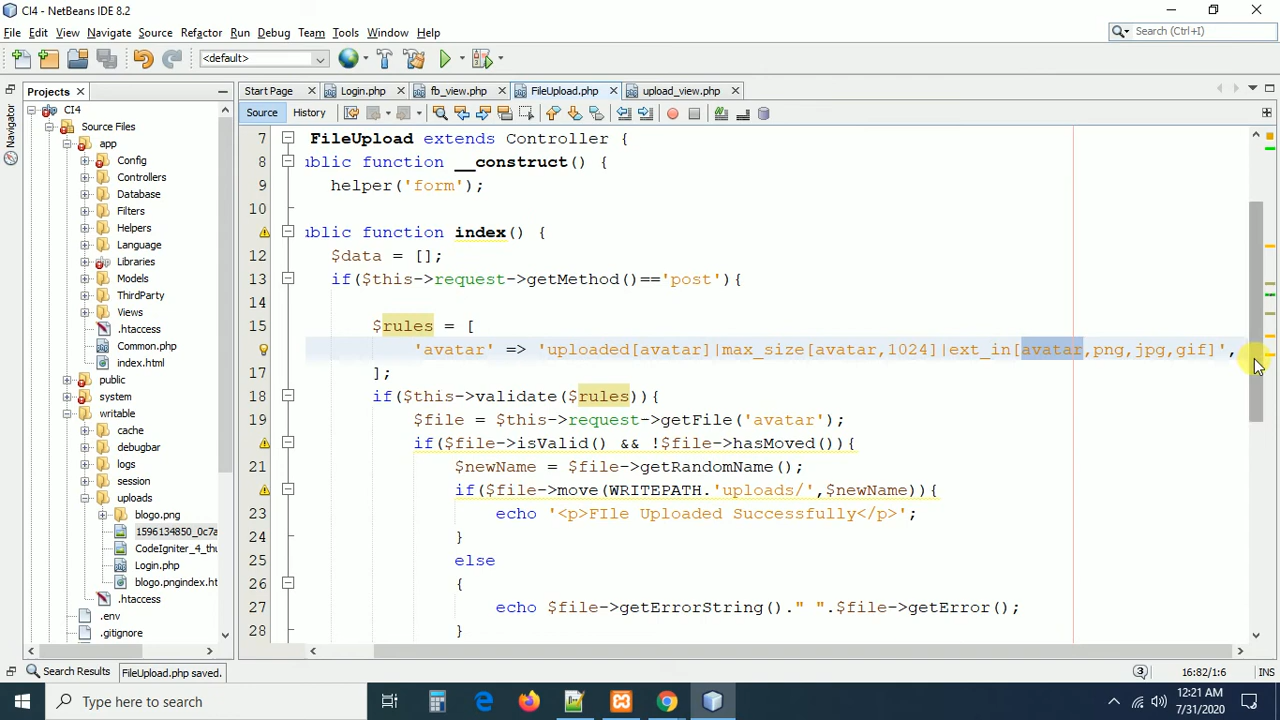 CI4 - NetBeans IDE 8.2
File Edit View Navigate Source Refactor Run Debug Team Tools Window Help
Search (Ctrl+I)
<default>
Projects
Start Page
Login.php
fb_view.php
FileUpload.php
upload_view.php
Navigator
CI4
Source Files
app
Config
Controllers
Database
Filters
Helpers
Language
Libraries
Models
ThirdParty
Views
.htaccess
Common.php
index.html
public
system
writable
cache
debugbar
logs
session
uploads
blogo.png
1596134850_0c7a
CodeIgniter_4_thu
Login.php
blogo.pngindex.ht
.htaccess
.env
.gitignore
Source History
7 FileUpload extends Controller {
8 ublic function __construct() {
9 helper('form');
10
ublic function index() {
12 $data = [];
13 if($this->request->getMethod()=='post'){
14
15 $rules = [
'avatar' => 'uploaded[avatar]|max_size[avatar,1024]|ext_in[avatar,png,jpg,gif]',
17 ];
18 if($this->validate($rules)){
19 $file = $this->request->getFile('avatar');
if($file->isValid() && !$file->hasMoved()){
21 $newName = $file->getRandomName();
if($file->move(WRITEPATH.'uploads/',$newName)){
23 echo '<p>FIle Uploaded Successfully</p>';
24 }
25 else
26 {
27 echo $file->getErrorString()." ".$file->getError();
28 }
Search Results
FileUpload.php saved.
3
16:82/1:6
INS
Type here to search
12:21 AM
7/31/2020